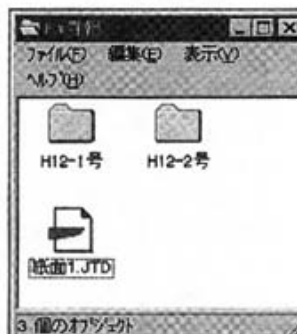 ファイル(F) 編集(E) 表示(V)
ヘルプ(H)
H12-1号 H12-2号
紙面1.JTD
3 個のオブジェクト